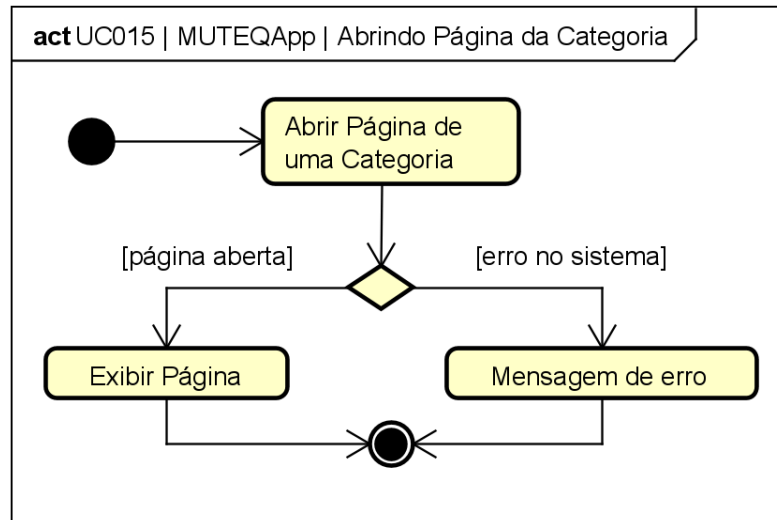 act UC015 | MUTEQApp | Abrindo Página da Categoria
Abrir Página de
uma Categoria
[página aberta]
[erro no sistema]
Exibir Página
Mensagem de erro